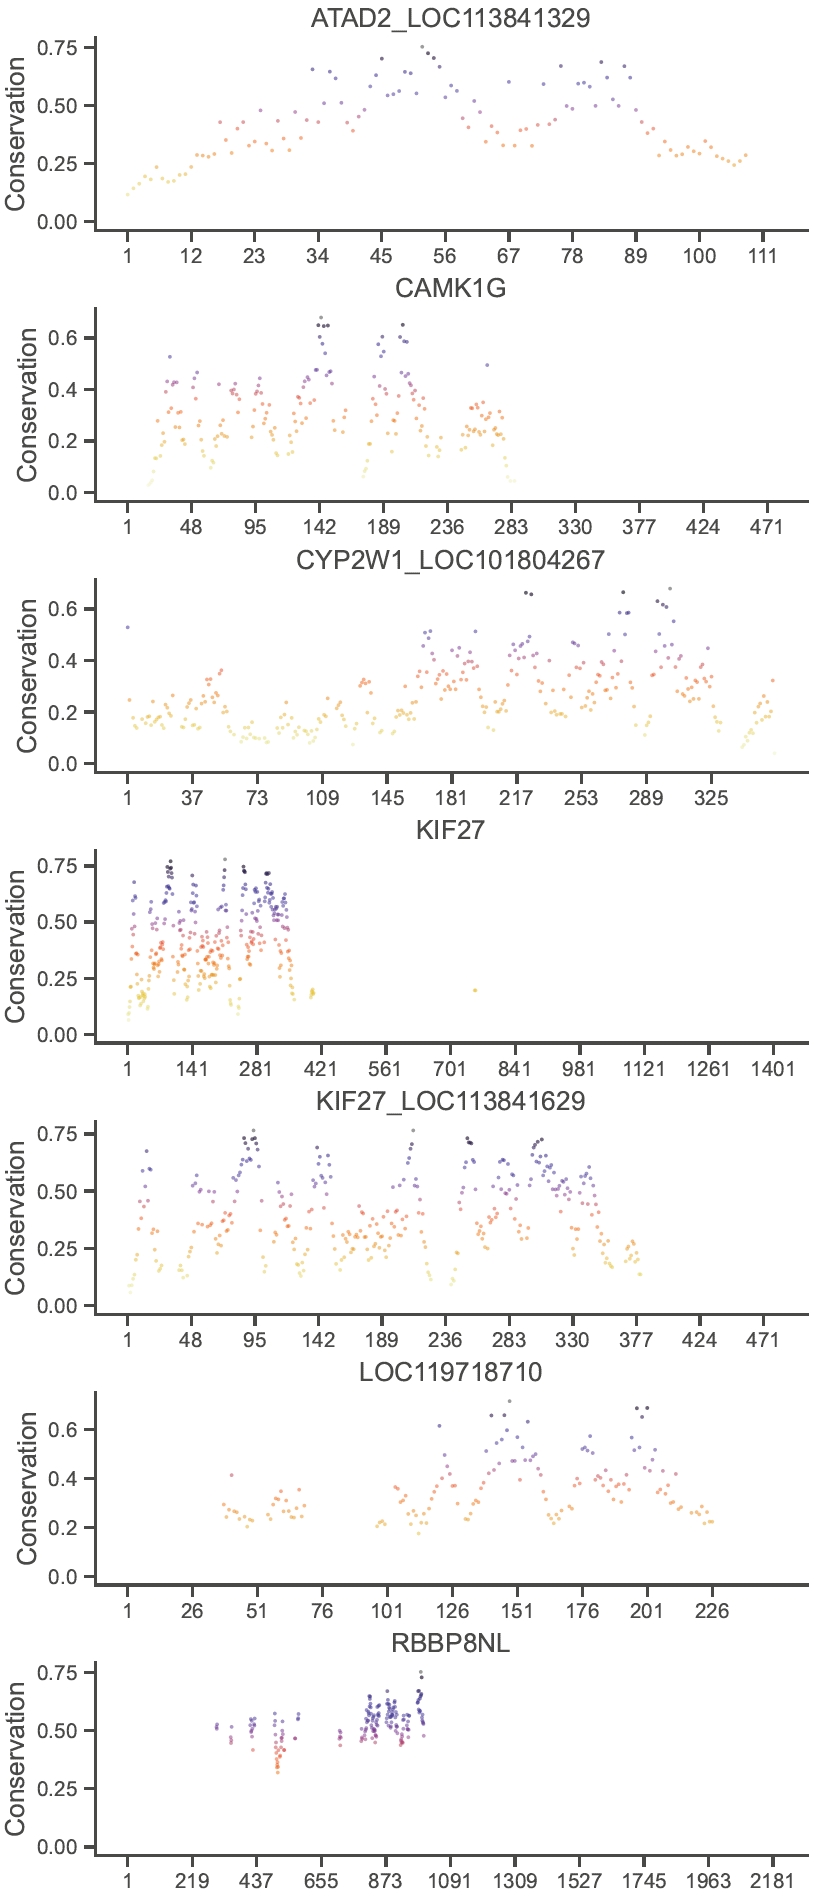 ATAD2_LOC113841329
Conservation
0.75
0.50
0.25
0.00
1 12 23 34 45 56 67 78 89 100 111
CAMK1G
Conservation
0.6
0.4
0.2
0.0
1 48 95 142 189 236 283 330 377 424 471
CYP2W1_LOC101804267
Conservation
0.6
0.4
0.2
0.0
1 37 73 109 145 181 217 253 289 325
KIF27
Conservation
0.75
0.50
0.25
0.00
1 141 281 421 561 701 841 981 1121 1261 1401
KIF27_LOC113841629
Conservation
0.75
0.50
0.25
0.00
1 48 95 142 189 236 283 330 377 424 471
LOC119718710
Conservation
0.6
0.4
0.2
0.0
1 26 51 76 101 126 151 176 201 226
RBBP8NL
Conservation
0.75
0.50
0.25
0.00
1 219 437 655 873 1091 1309 1527 1745 1963 2181